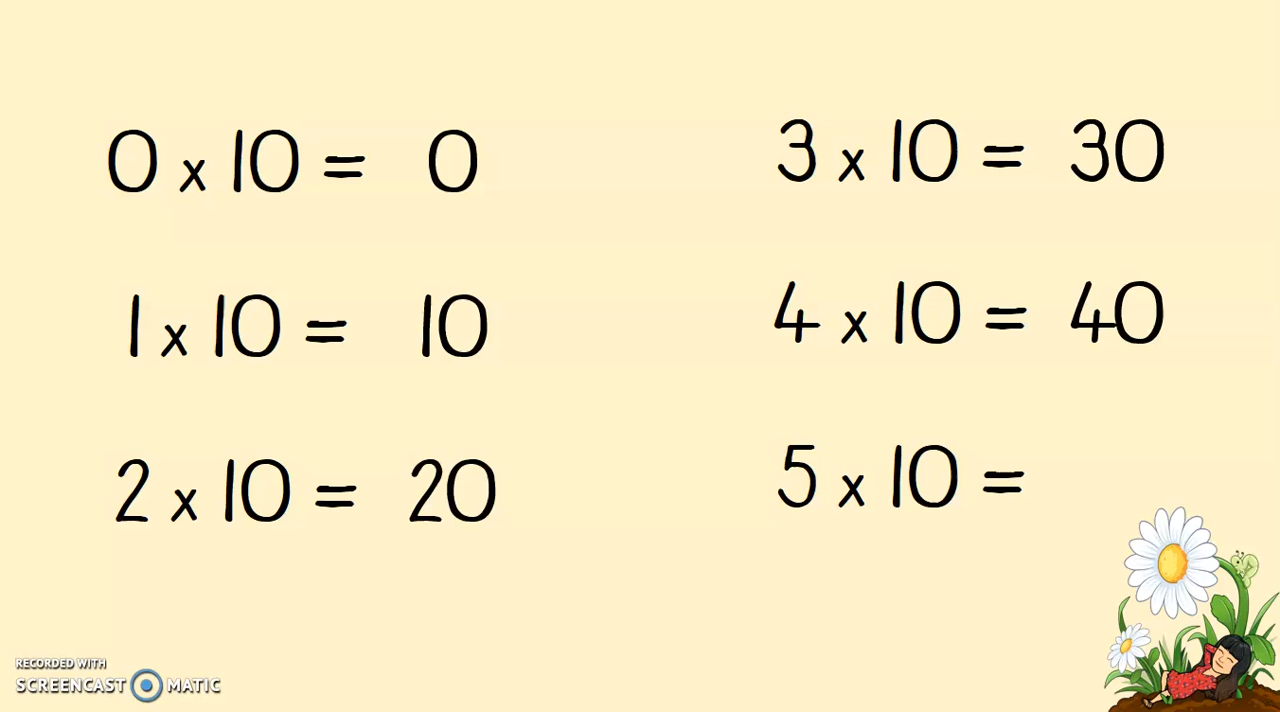 0 x 10 = 0
1 x 10 = 10
2 x 10 = 20
3 x 10 = 30
4 x 10 = 40
5 x 10 =
RECORDED WITH
SCREENCAST MATIC